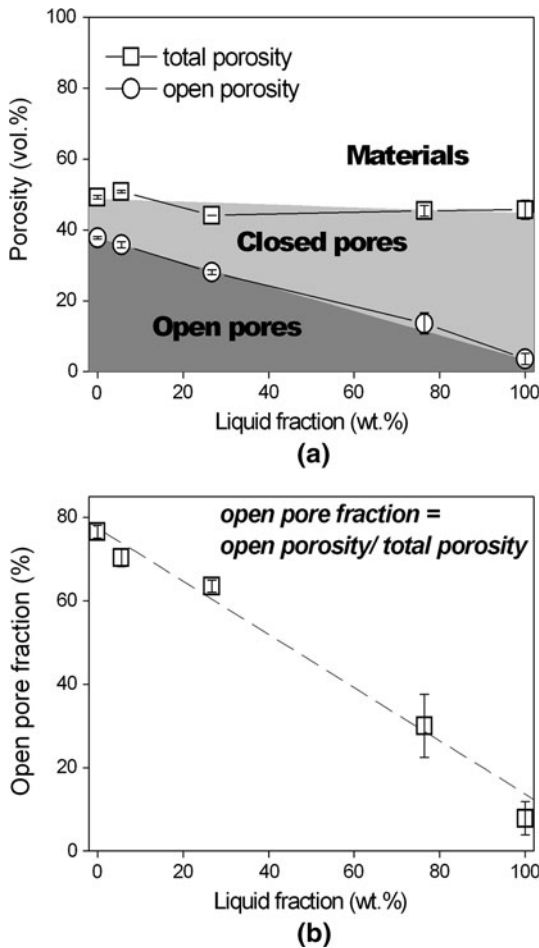 100
total porosity
open porosity
80
60
Materials
40
Closed pores
20
Open pores
0
0 20 40 60 80 100
Porosity (vol.%)
Liquid fraction (wt.%)
(a)
80
open pore fraction =
open porosity/ total porosity
60
40
20
0
0 20 40 60 80 100
Open pore fraction (%)
Liquid fraction (wt.%)
(b)